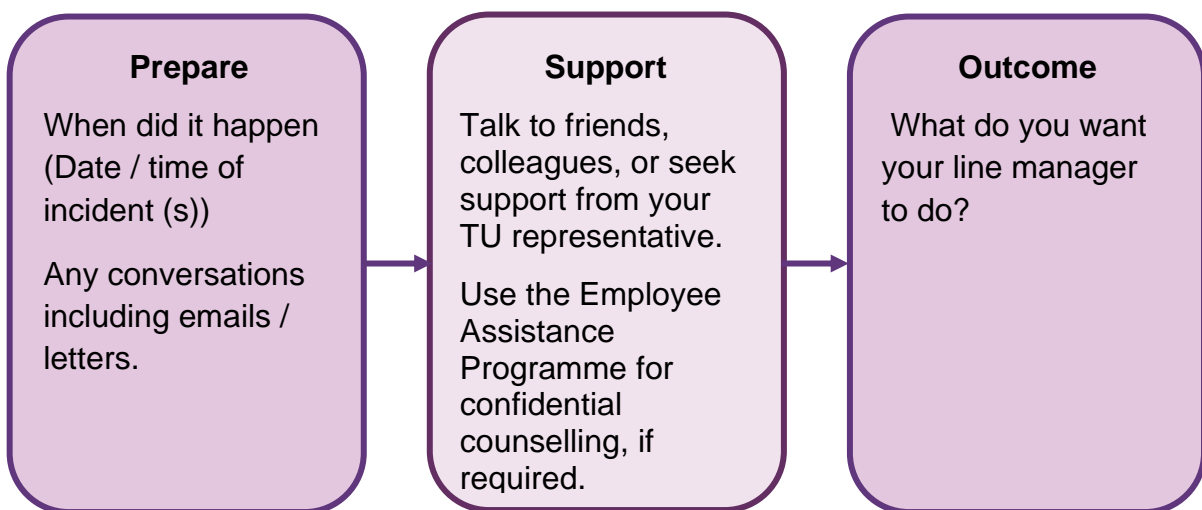 Prepare
When did it happen
(Date / time of
incident (s))
Any conversations
including emails /
letters.
Support
Talk to friends,
colleagues, or seek
support from your
TU representative.
Use the Employee
Assistance
Programme for
confidential
counselling, if
required.
Outcome
What do you want
your line manager
to do?